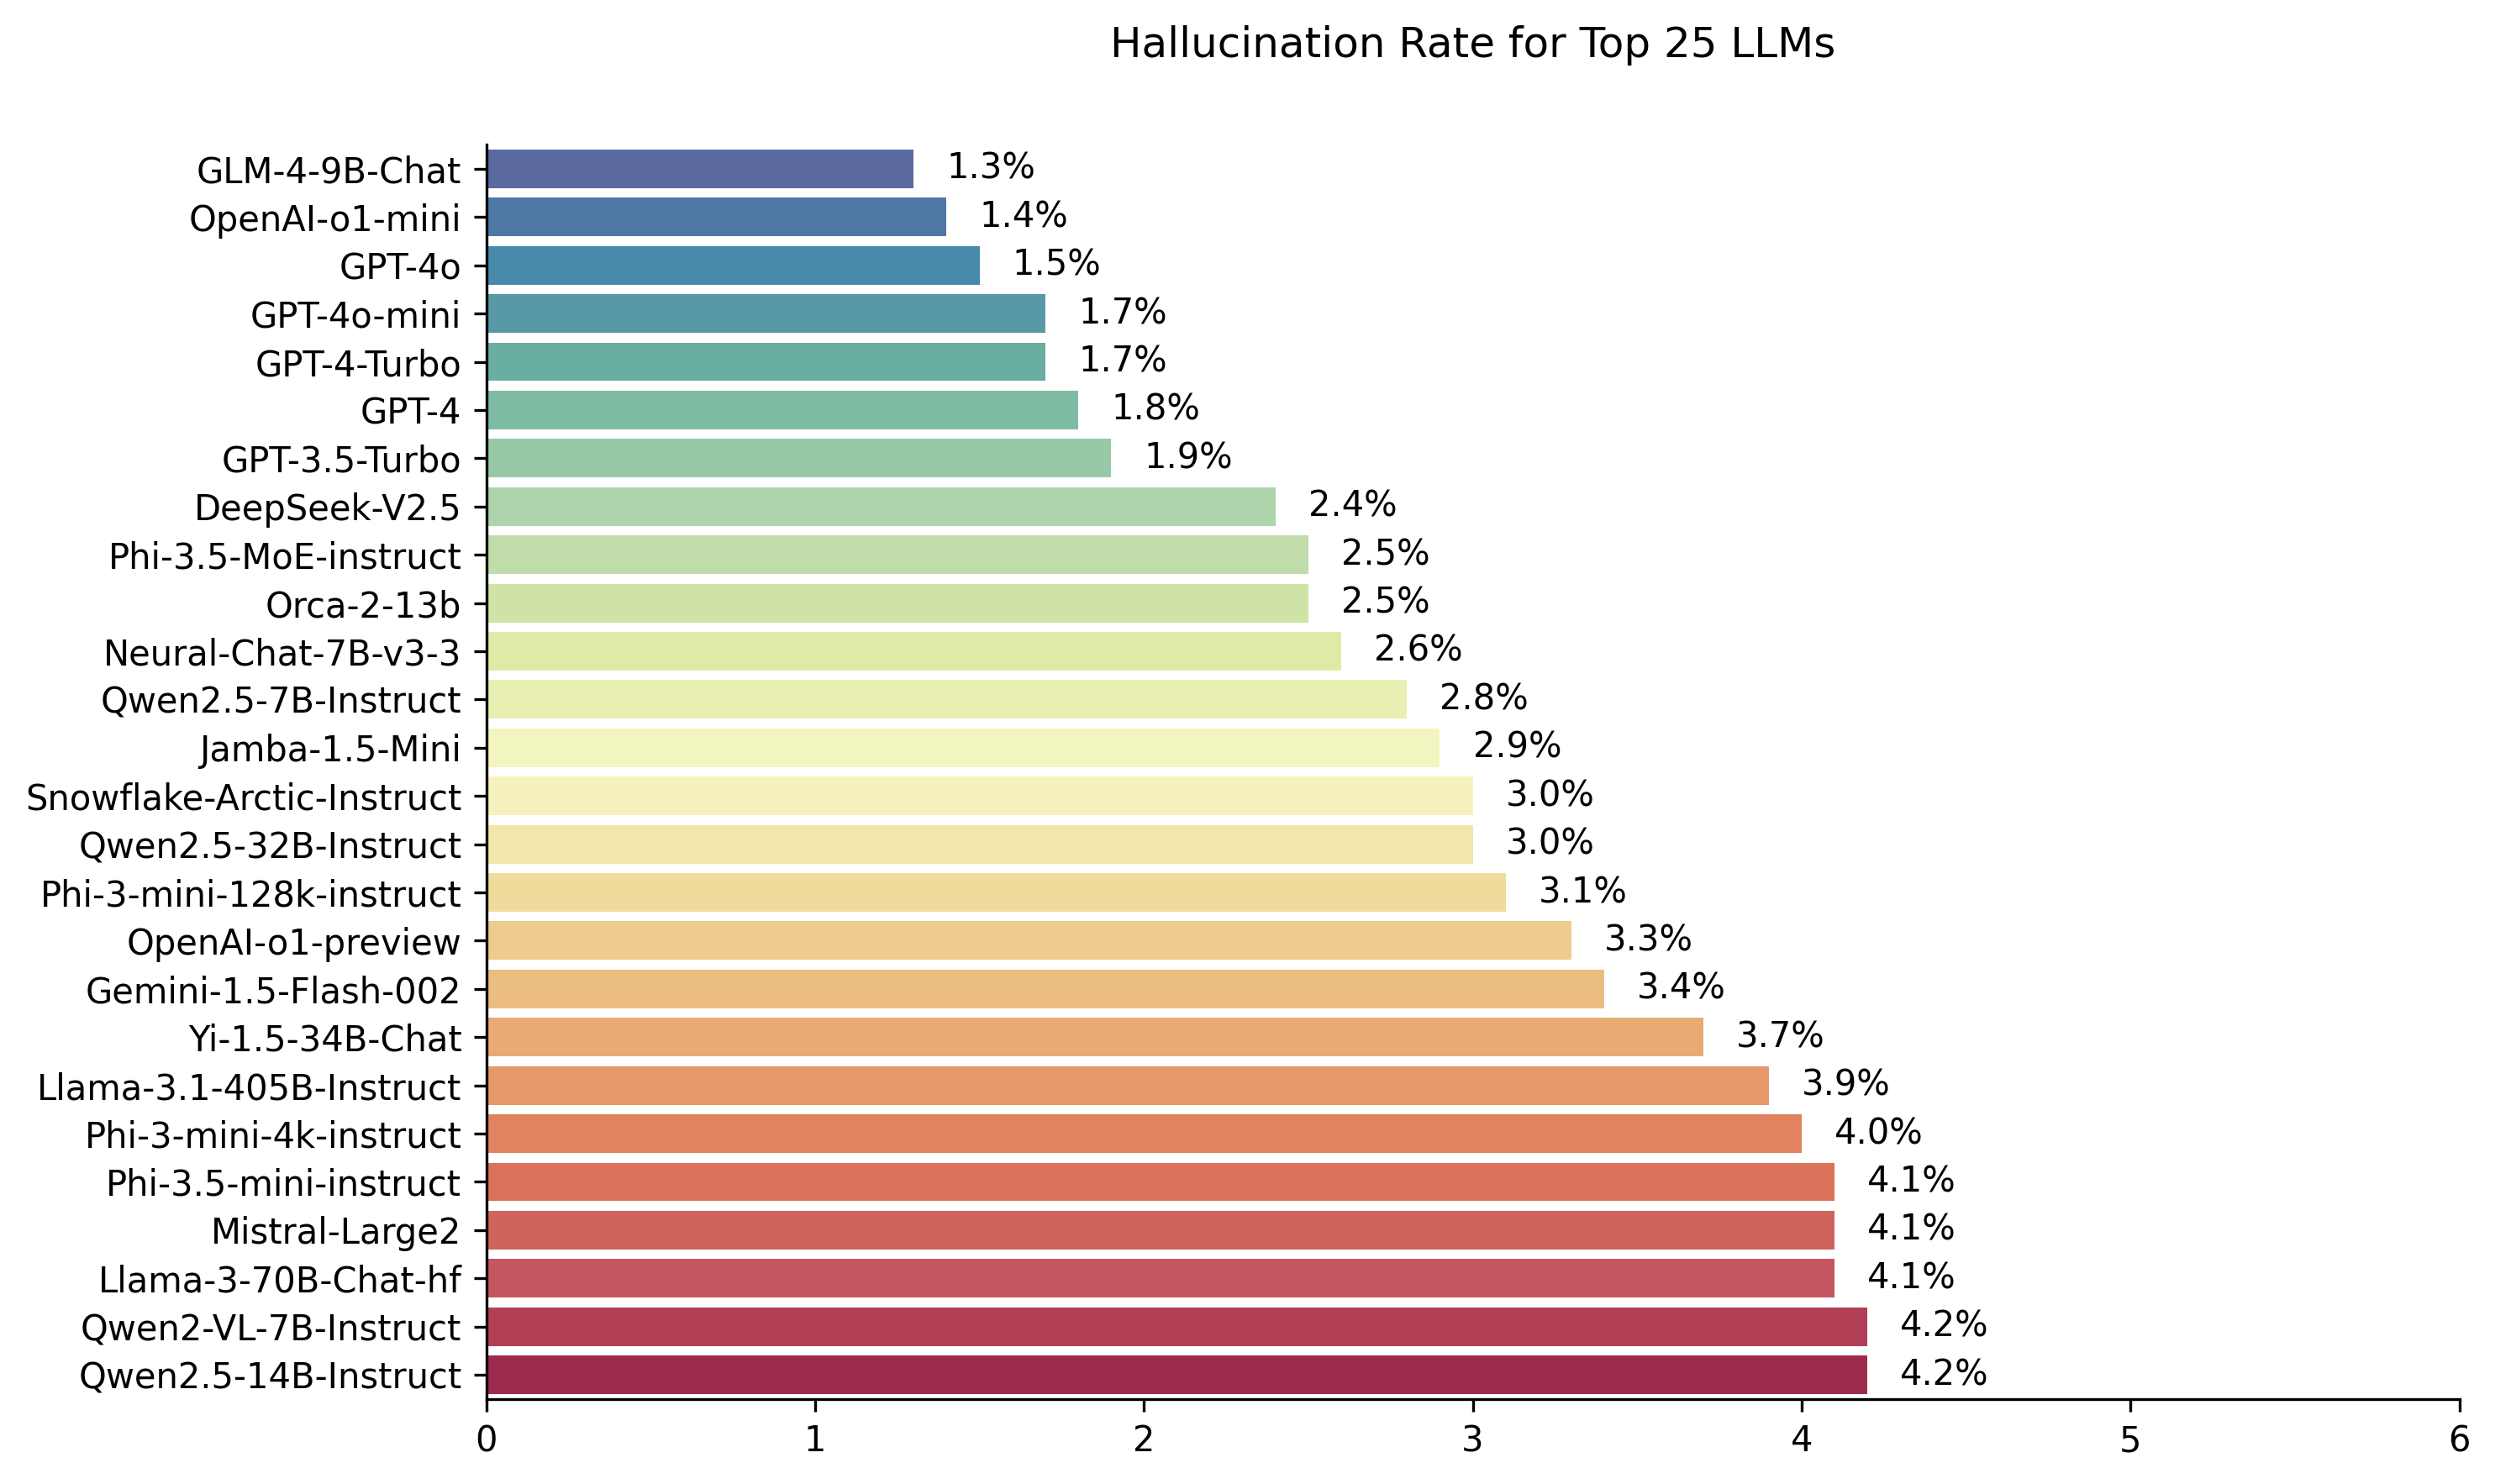 Hallucination Rate for Top 25 LLMs
GLM-4-9B-Chat 1.3%
OpenAI-o1-mini 1.4%
GPT-4o 1.5%
GPT-4o-mini 1.7%
GPT-4-Turbo 1.7%
GPT-4 1.8%
GPT-3.5-Turbo 1.9%
DeepSeek-V2.5 2.4%
Phi-3.5-MoE-instruct 2.5%
Orca-2-13b 2.5%
Neural-Chat-7B-v3-3 2.6%
Qwen2.5-7B-Instruct 2.8%
Jamba-1.5-Mini 2.9%
Snowflake-Arctic-Instruct 3.0%
Qwen2.5-32B-Instruct 3.0%
Phi-3-mini-128k-instruct 3.1%
OpenAI-o1-preview 3.3%
Gemini-1.5-Flash-002 3.4%
Yi-1.5-34B-Chat 3.7%
Llama-3.1-405B-Instruct 3.9%
Phi-3-mini-4k-instruct 4.0%
Phi-3.5-mini-instruct 4.1%
Mistral-Large2 4.1%
Llama-3-70B-Chat-hf 4.1%
Qwen2-VL-7B-Instruct 4.2%
Qwen2.5-14B-Instruct 4.2%
0 1 2 3 4 5 6